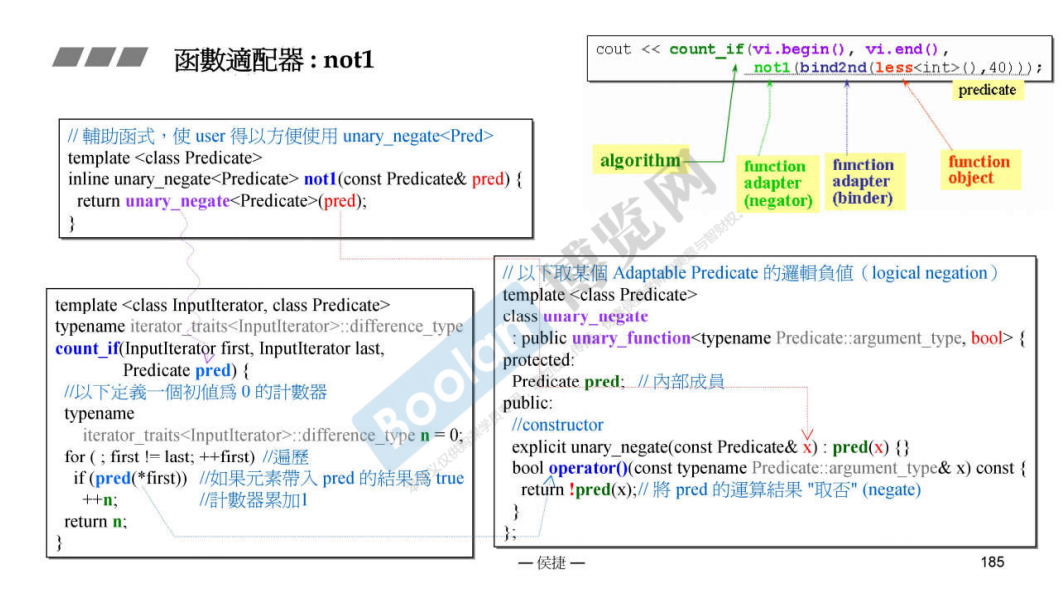 函數適配器 : not1
cout << count_if(vi.begin(), vi.end(),
not1(bind2nd(less<int>(),40)));
predicate
algorithm
function
adapter
(negator)
function
adapter
(binder)
function
object
// 輔助函式，使 user 得以方便使用 unary_negate<Pred>
template <class Predicate>
inline unary_negate<Predicate> not1(const Predicate& pred) {
return unary_negate<Predicate>(pred);
}
template <class InputIterator, class Predicate>
typename iterator_traits<InputIterator>::difference_type
count_if(InputIterator first, InputIterator last,
Predicate pred) {
//以下定義一個初值爲 0 的計數器
typename
iterator_traits<InputIterator>::difference_type n = 0;
for ( ; first != last; ++first) //遍歷
if (pred(*first)) //如果元素帶入 pred 的結果爲 true
++n; //計數器累加1
return n;
}
// 以下取某個 Adaptable Predicate 的邏輯負值（logical negation）
template <class Predicate>
class unary_negate
: public unary_function<typename Predicate::argument_type, bool> {
protected:
Predicate pred; // 內部成員
public:
//constructor
explicit unary_negate(const Predicate& x) : pred(x) {}
bool operator()(const typename Predicate::argument_type& x) const {
return !pred(x);// 將 pred 的運算結果 "取否" (negate)
}
};
Boolan 博览网
— 侯捷 —
185